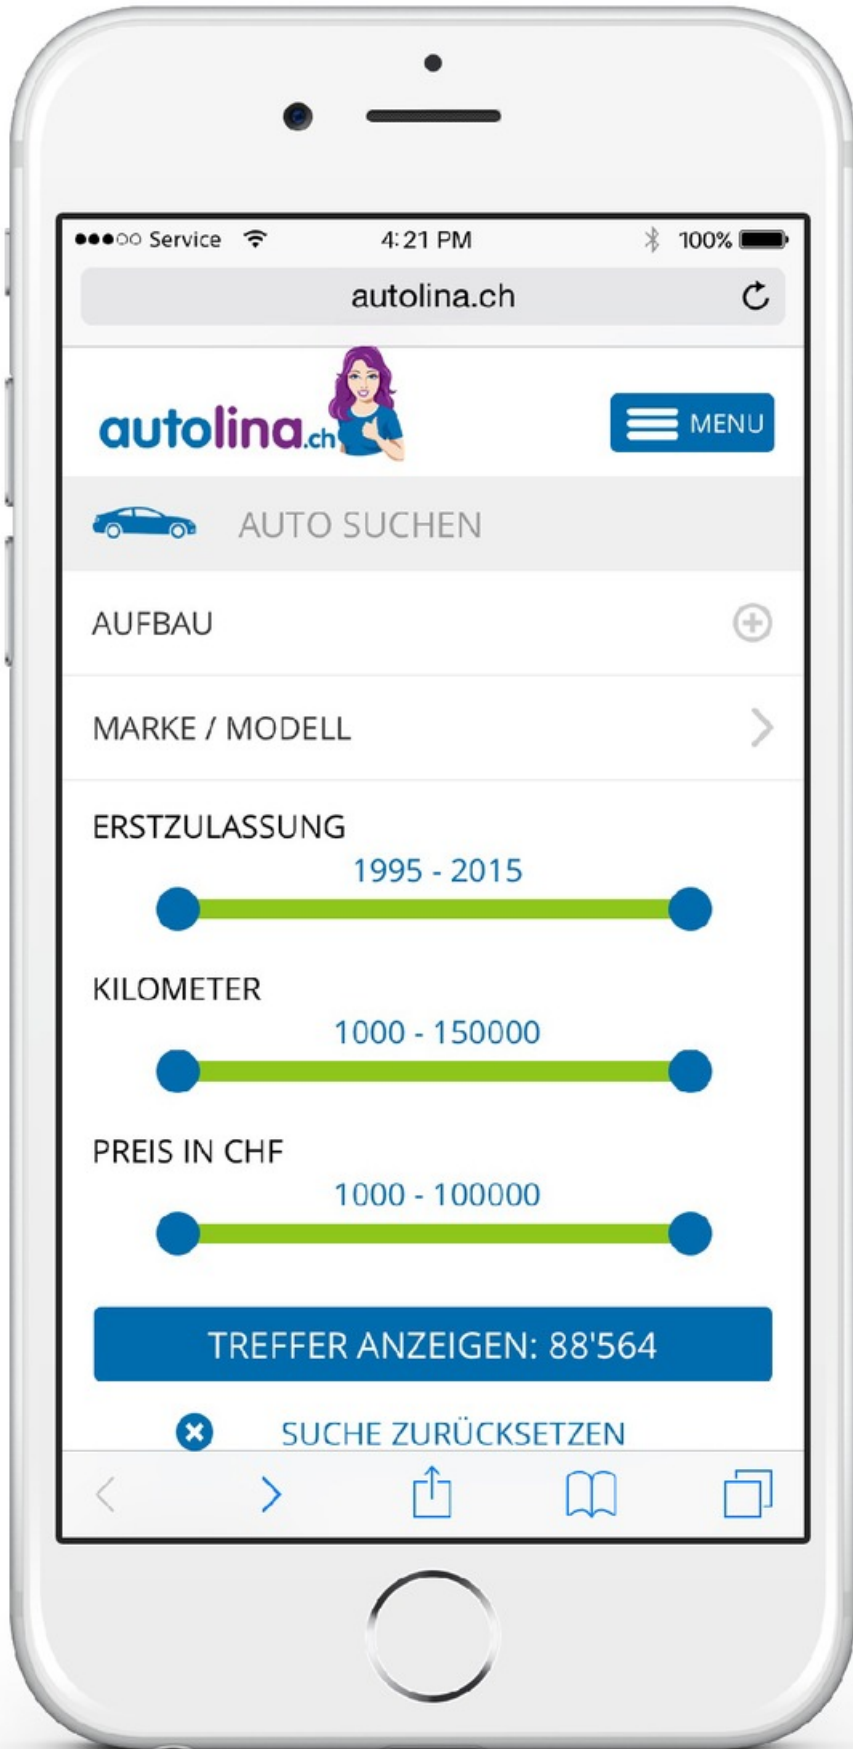 Service 4:21 PM 100%
autolina.ch
autolina.ch
MENU
AUTO SUCHEN
AUFBAU
MARKE / MODELL
ERSTZULASSUNG
1995 - 2015
KILOMETER
1000 - 150000
PREIS IN CHF
1000 - 100000
TREFFER ANZEIGEN: 88'564
SUCHE ZURÜCKSETZEN